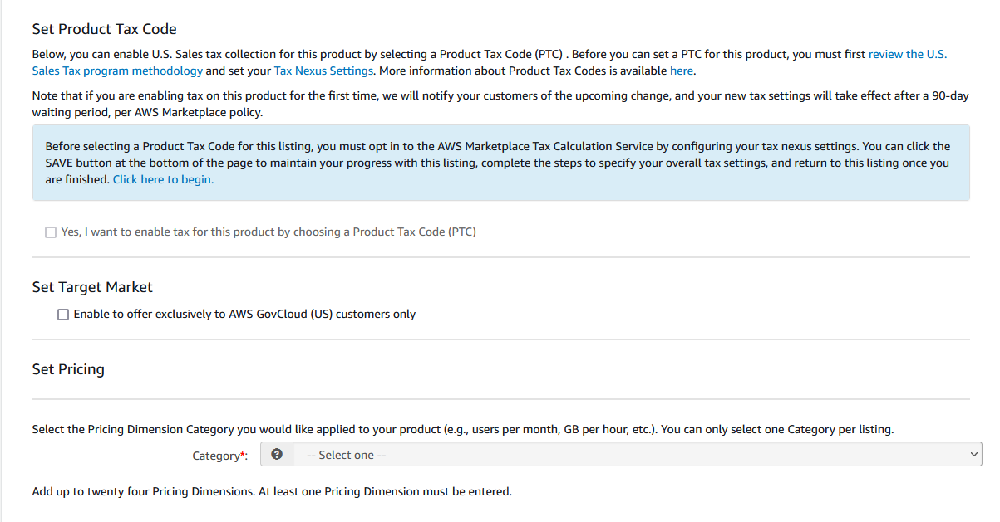 Set Product Tax Code
Below, you can enable U.S. Sales tax collection for this product by selecting a Product Tax Code (PTC) . Before you can set a PTC for this product, you must first review the U.S.
Sales Tax program methodology and set your Tax Nexus Settings. More information about Product Tax Codes is available here.
Note that if you are enabling tax on this product for the first time, we will notify your customers of the upcoming change, and your new tax settings will take effect after a 90-day
waiting period, per AWS Marketplace policy.
Before selecting a Product Tax Code for this listing, you must opt in to the AWS Marketplace Tax Calculation Service by configuring your tax nexus settings. You can click the
SAVE button at the bottom of the page to maintain your progress with this listing, complete the steps to specify your overall tax settings, and return to this listing once you
are finished. Click here to begin.
Yes, I want to enable tax for this product by choosing a Product Tax Code (PTC)
Set Target Market
Enable to offer exclusively to AWS GovCloud (US) customers only
Set Pricing
Select the Pricing Dimension Category you would like applied to your product (e.g., users per month, GB per hour, etc.). You can only select one Category per listing.
Category*: ? -- Select one --
Add up to twenty four Pricing Dimensions. At least one Pricing Dimension must be entered.